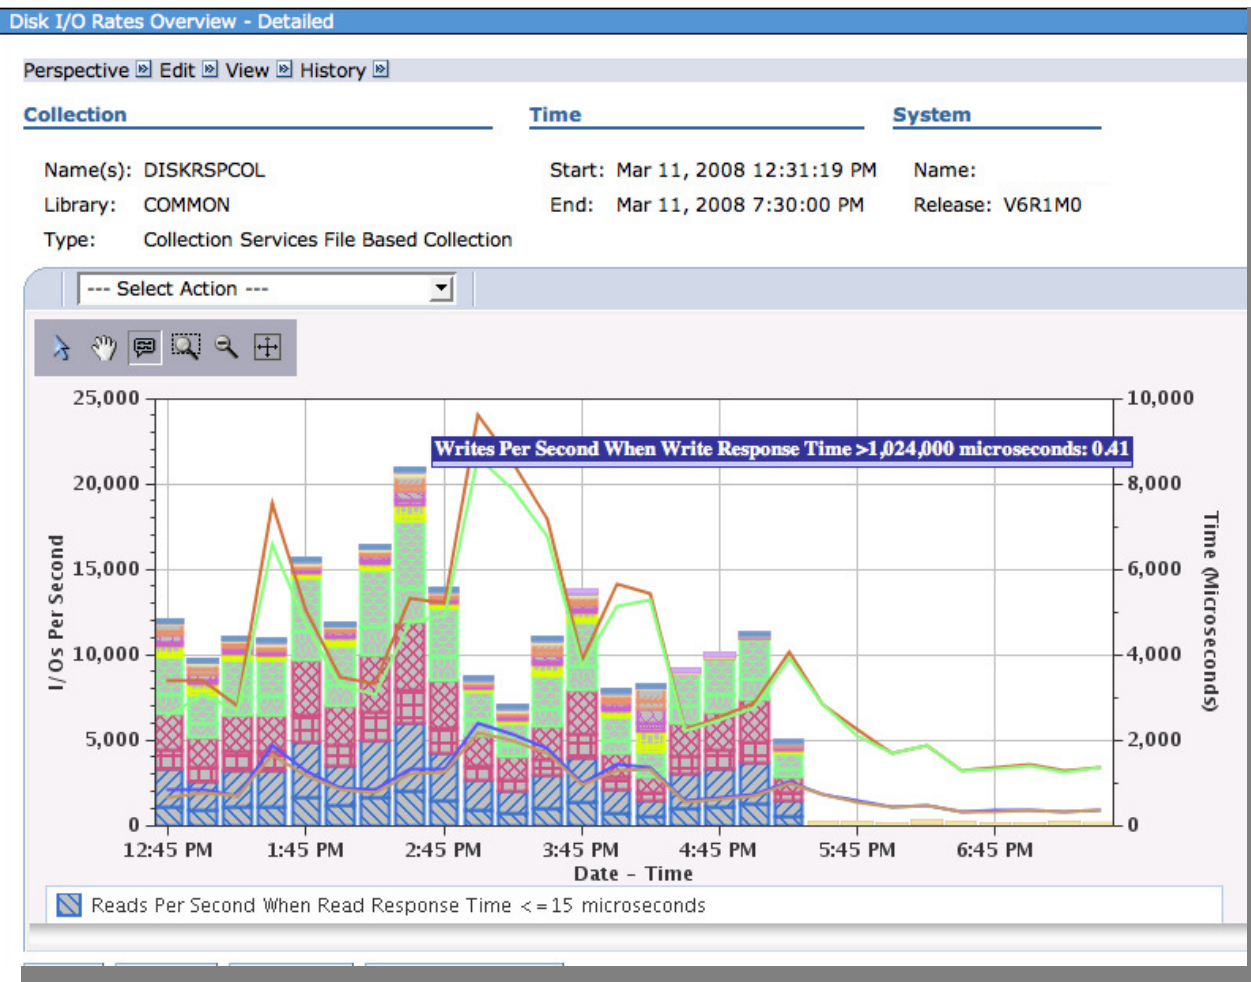 Disk I/O Rates Overview - Detailed
Perspective Edit View History
Collection Time System
Name(s): DISKRSPCOL Start: Mar 11, 2008 12:31:19 PM Name:
Library: COMMON End: Mar 11, 2008 7:30:00 PM Release: V6R1M0
Type: Collection Services File Based Collection
--- Select Action ---
25,000 10,000
Writes Per Second When Write Response Time >1,024,000 microseconds: 0.41
20,000 8,000
15,000 6,000
10,000 4,000
5,000 2,000
0 0
I/Os Per Second
Time (Microseconds)
12:45 PM 1:45 PM 2:45 PM 3:45 PM 4:45 PM 5:45 PM 6:45 PM
Date - Time
Reads Per Second When Read Response Time <=15 microseconds